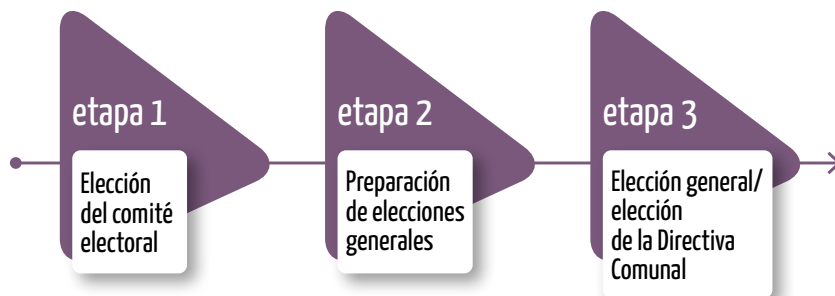 etapa 1
Elección
del comité
electoral
etapa 2
Preparación
de elecciones
generales
etapa 3
Elección general/
elección
de la Directiva
Comunal